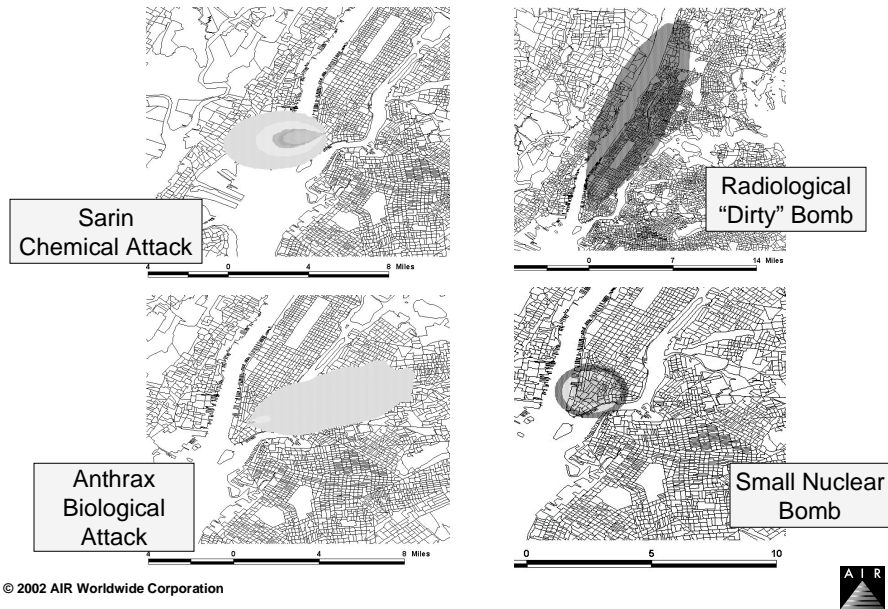 Sarin
Chemical Attack
4 0 4 8 Miles
Radiological
“Dirty” Bomb
0 7 14 Miles
Anthrax
Biological
Attack
4 0 4 8 Miles
Small Nuclear
Bomb
0 5 10
© 2002 AIR Worldwide Corporation
A I R